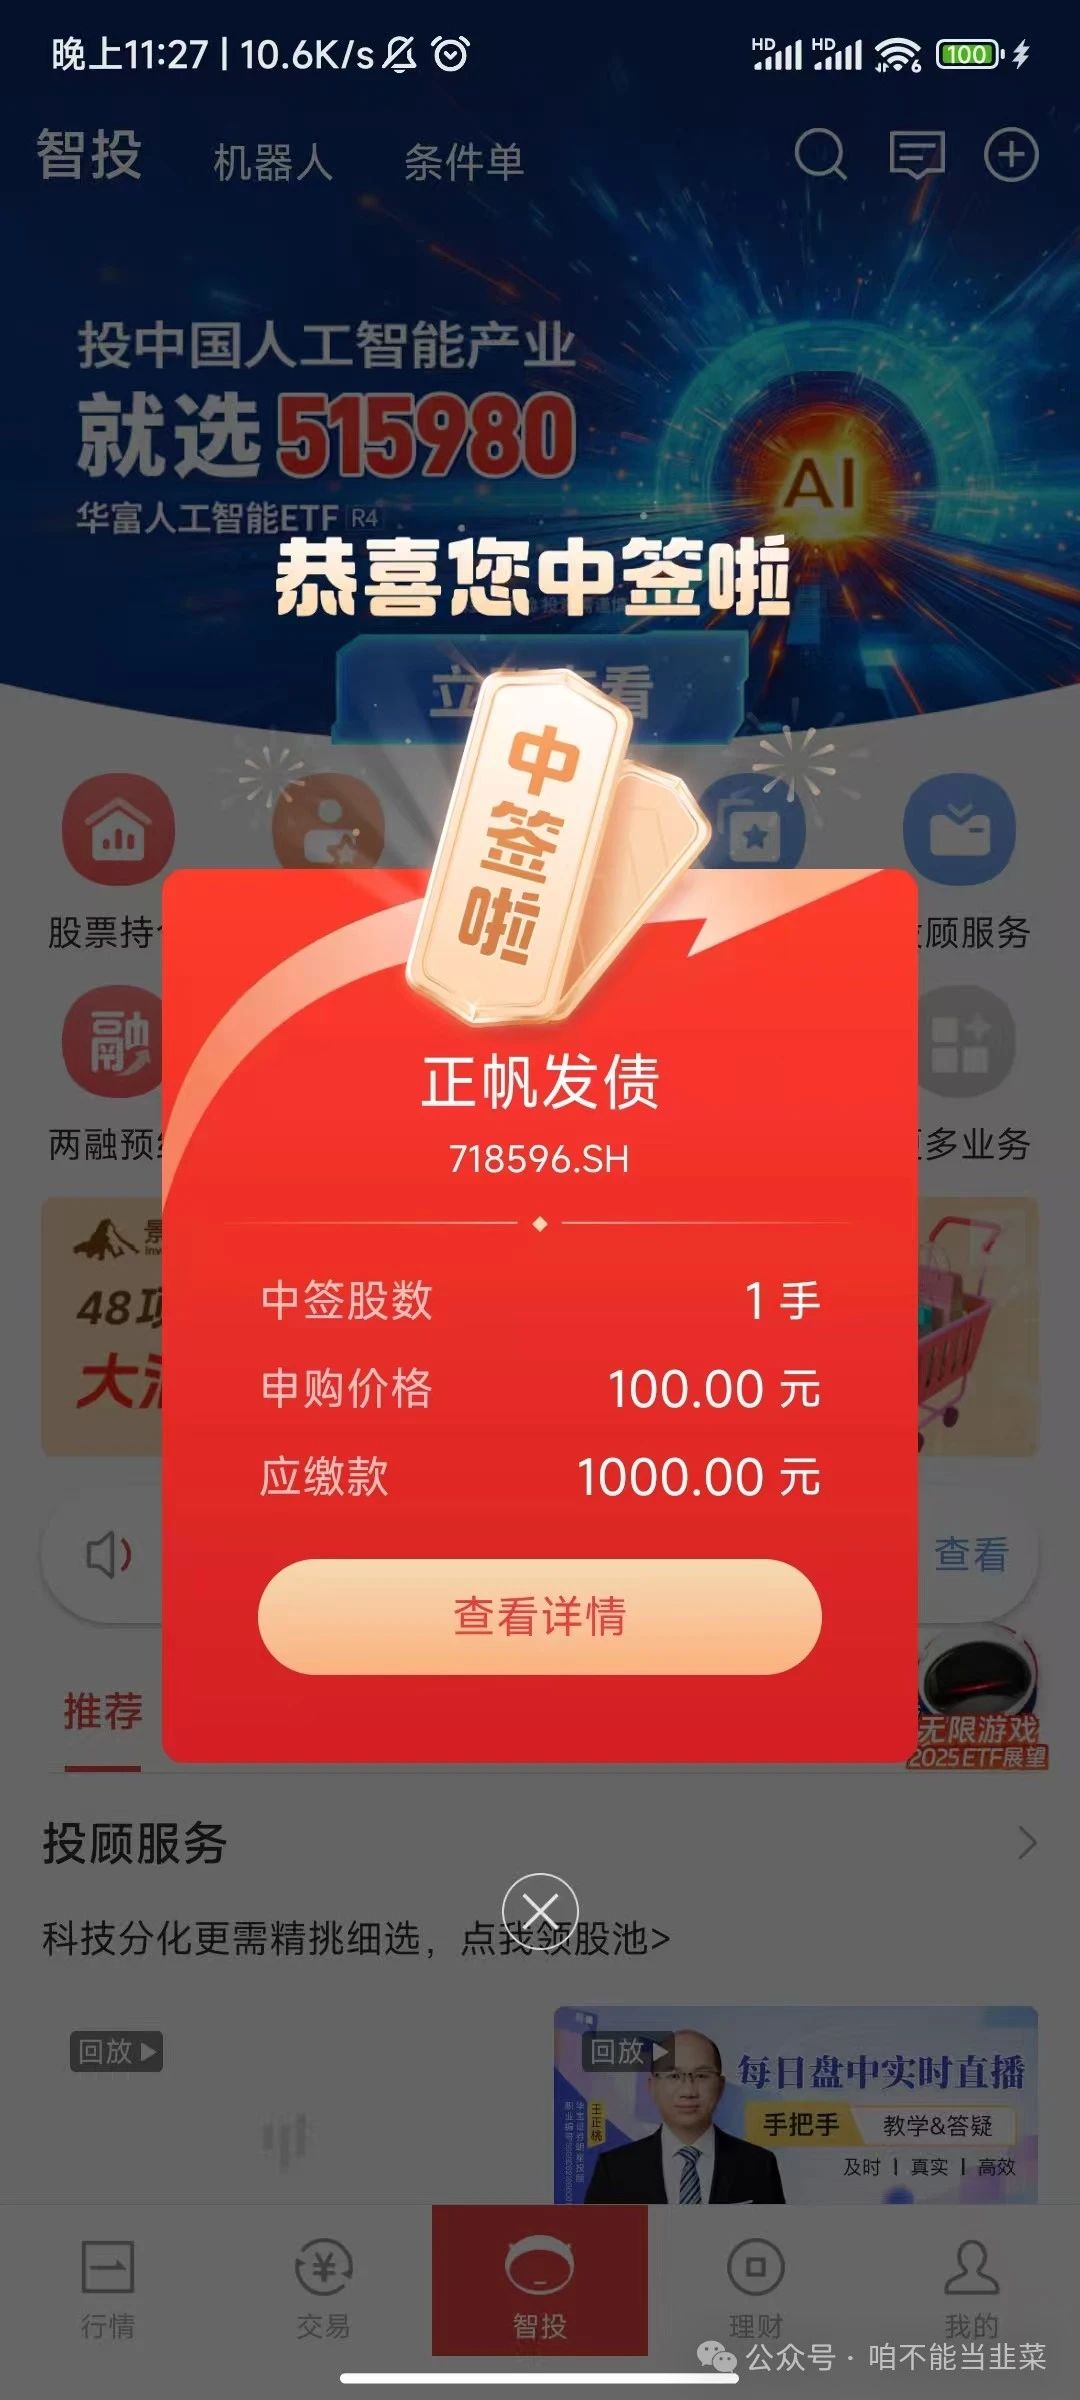 晚上11:27 | 10.6K/s
HD HD 6 100
智投 机器人 条件单
投中国人工智能产业
就选515980
华富人工智能ETF R4
AI
恭喜您中签啦
立 看
中签啦
股票持 顾服务
融
正帆发债
718596.SH
两融预 多业务
景
48项
大
中签股数 1 手
申购价格 100.00 元
应缴款 1000.00 元
查看
查看详情
推荐
无限游戏
2025ETF展望
投顾服务
科技分化更需精挑细选，点我领股池>
回放 回放
每日盘中实时直播
王正桃
手把手 教学&答疑
及时 | 真实 | 高效
行情 交易 智投 理财 我的
公众号 · 咱不能当韭菜